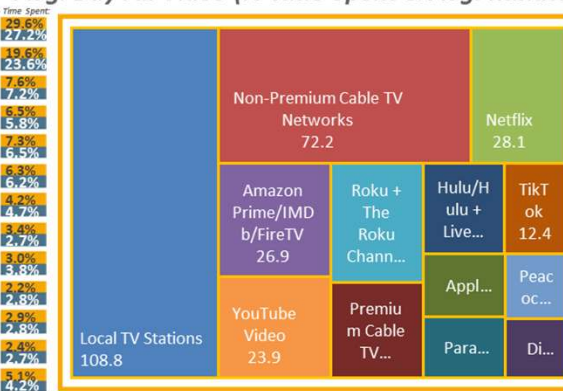 Time Spent:
29.6%
27.2%
19.6%
23.6%
7.6%
7.2%
6.5%
5.8%
7.3%
6.5%
6.3%
6.2%
4.2%
4.7%
3.4%
2.7%
3.0%
3.8%
2.2%
2.8%
2.9%
2.8%
2.4%
2.7%
5.1%
4.2%
Local TV Stations
108.8
Non-Premium Cable TV
Networks
72.2
Netflix
28.1
Amazon
Prime/IMD
b/FireTV
26.9
Roku +
The
Roku
Chann...
Hulu/H
ulu +
Live...
TikT
ok
12.4
YouTube
Video
23.9
Premiu
m Cable
TV...
Appl...
Peac
oc...
Para...
Di...